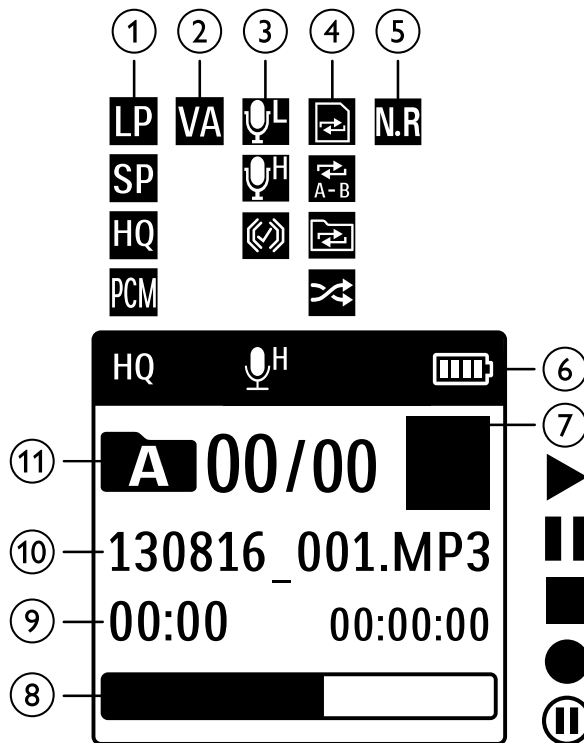 1 2 3 4 5
LP VA L N.R
SP H A-B
HQ
PCM
HQ H 6
7
11 A 00/00
10 130816_001.MP3
9 00:00 00:00:00
8